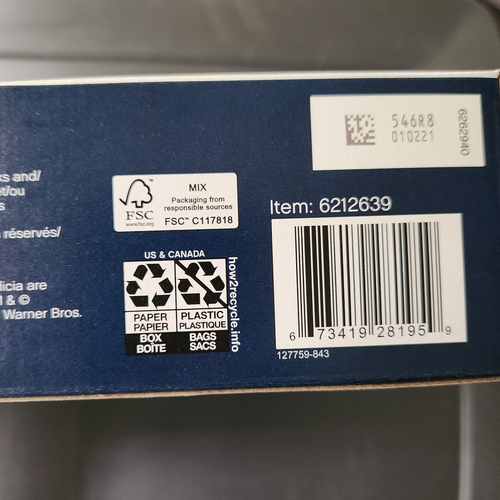 546R8
010221
6262940
ks and/
et/ou
s
réservés/
licia are
& ©
Warner Bros.
FSC
www.fsc.org
MIX
Packaging from
responsible sources
FSC™ C117818
Item: 6212639
US & CANADA
PAPER
PAPIER
BOX
BOÎTE
PLASTIC
PLASTIQUE
BAGS
SACS
how2recycle.info
6 73419 28195 9
127759-843